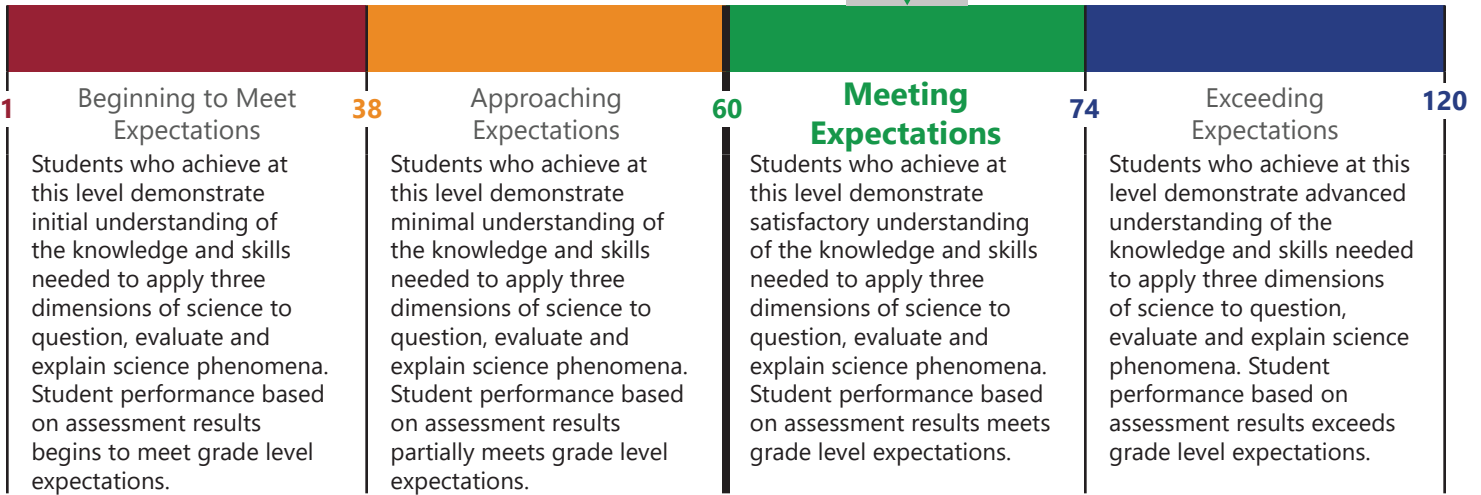 1
Beginning to Meet
Expectations
Students who achieve at
this level demonstrate
initial understanding of
the knowledge and skills
needed to apply three
dimensions of science to
question, evaluate and
explain science phenomena.
Student performance based
on assessment results
begins to meet grade level
expectations.
38
Approaching
Expectations
Students who achieve at
this level demonstrate
minimal understanding of
the knowledge and skills
needed to apply three
dimensions of science to
question, evaluate and
explain science phenomena.
Student performance based
on assessment results
partially meets grade level
expectations.
60
Meeting
Expectations
Students who achieve at
this level demonstrate
satisfactory understanding
of the knowledge and skills
needed to apply three
dimensions of science to
question, evaluate and
explain science phenomena.
Student performance based
on assessment results meets
grade level expectations.
74
Exceeding
Expectations
Students who achieve at this
level demonstrate advanced
understanding of the
knowledge and skills needed
to apply three dimensions
of science to question,
evaluate and explain science
phenomena. Student
performance based on
assessment results exceeds
grade level expectations.
120